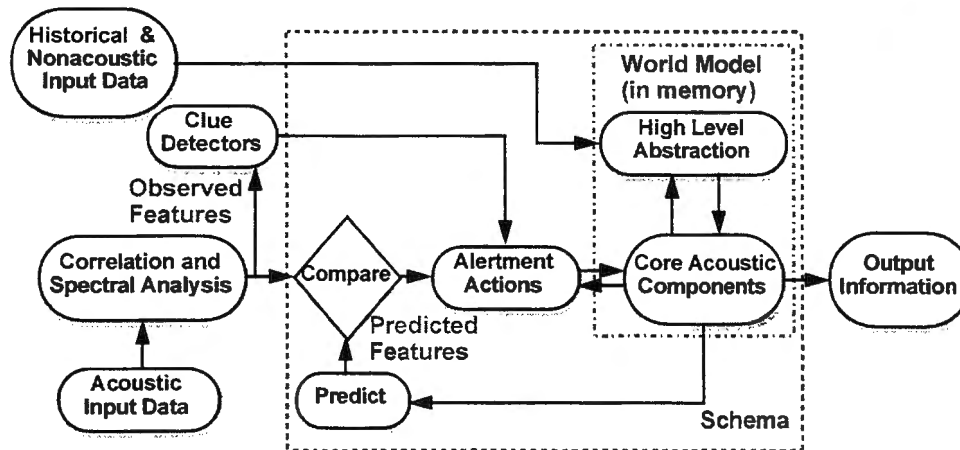 Historical &
Nonacoustic
Input Data
World Model
(in memory)
Clue
Detectors
High Level
Abstraction
Observed
Features
Correlation and
Spectral Analysis
Compare
Alertment
Actions
Core Acoustic
Components
Output
Information
Predicted
Features
Acoustic
Input Data
Predict
Schema